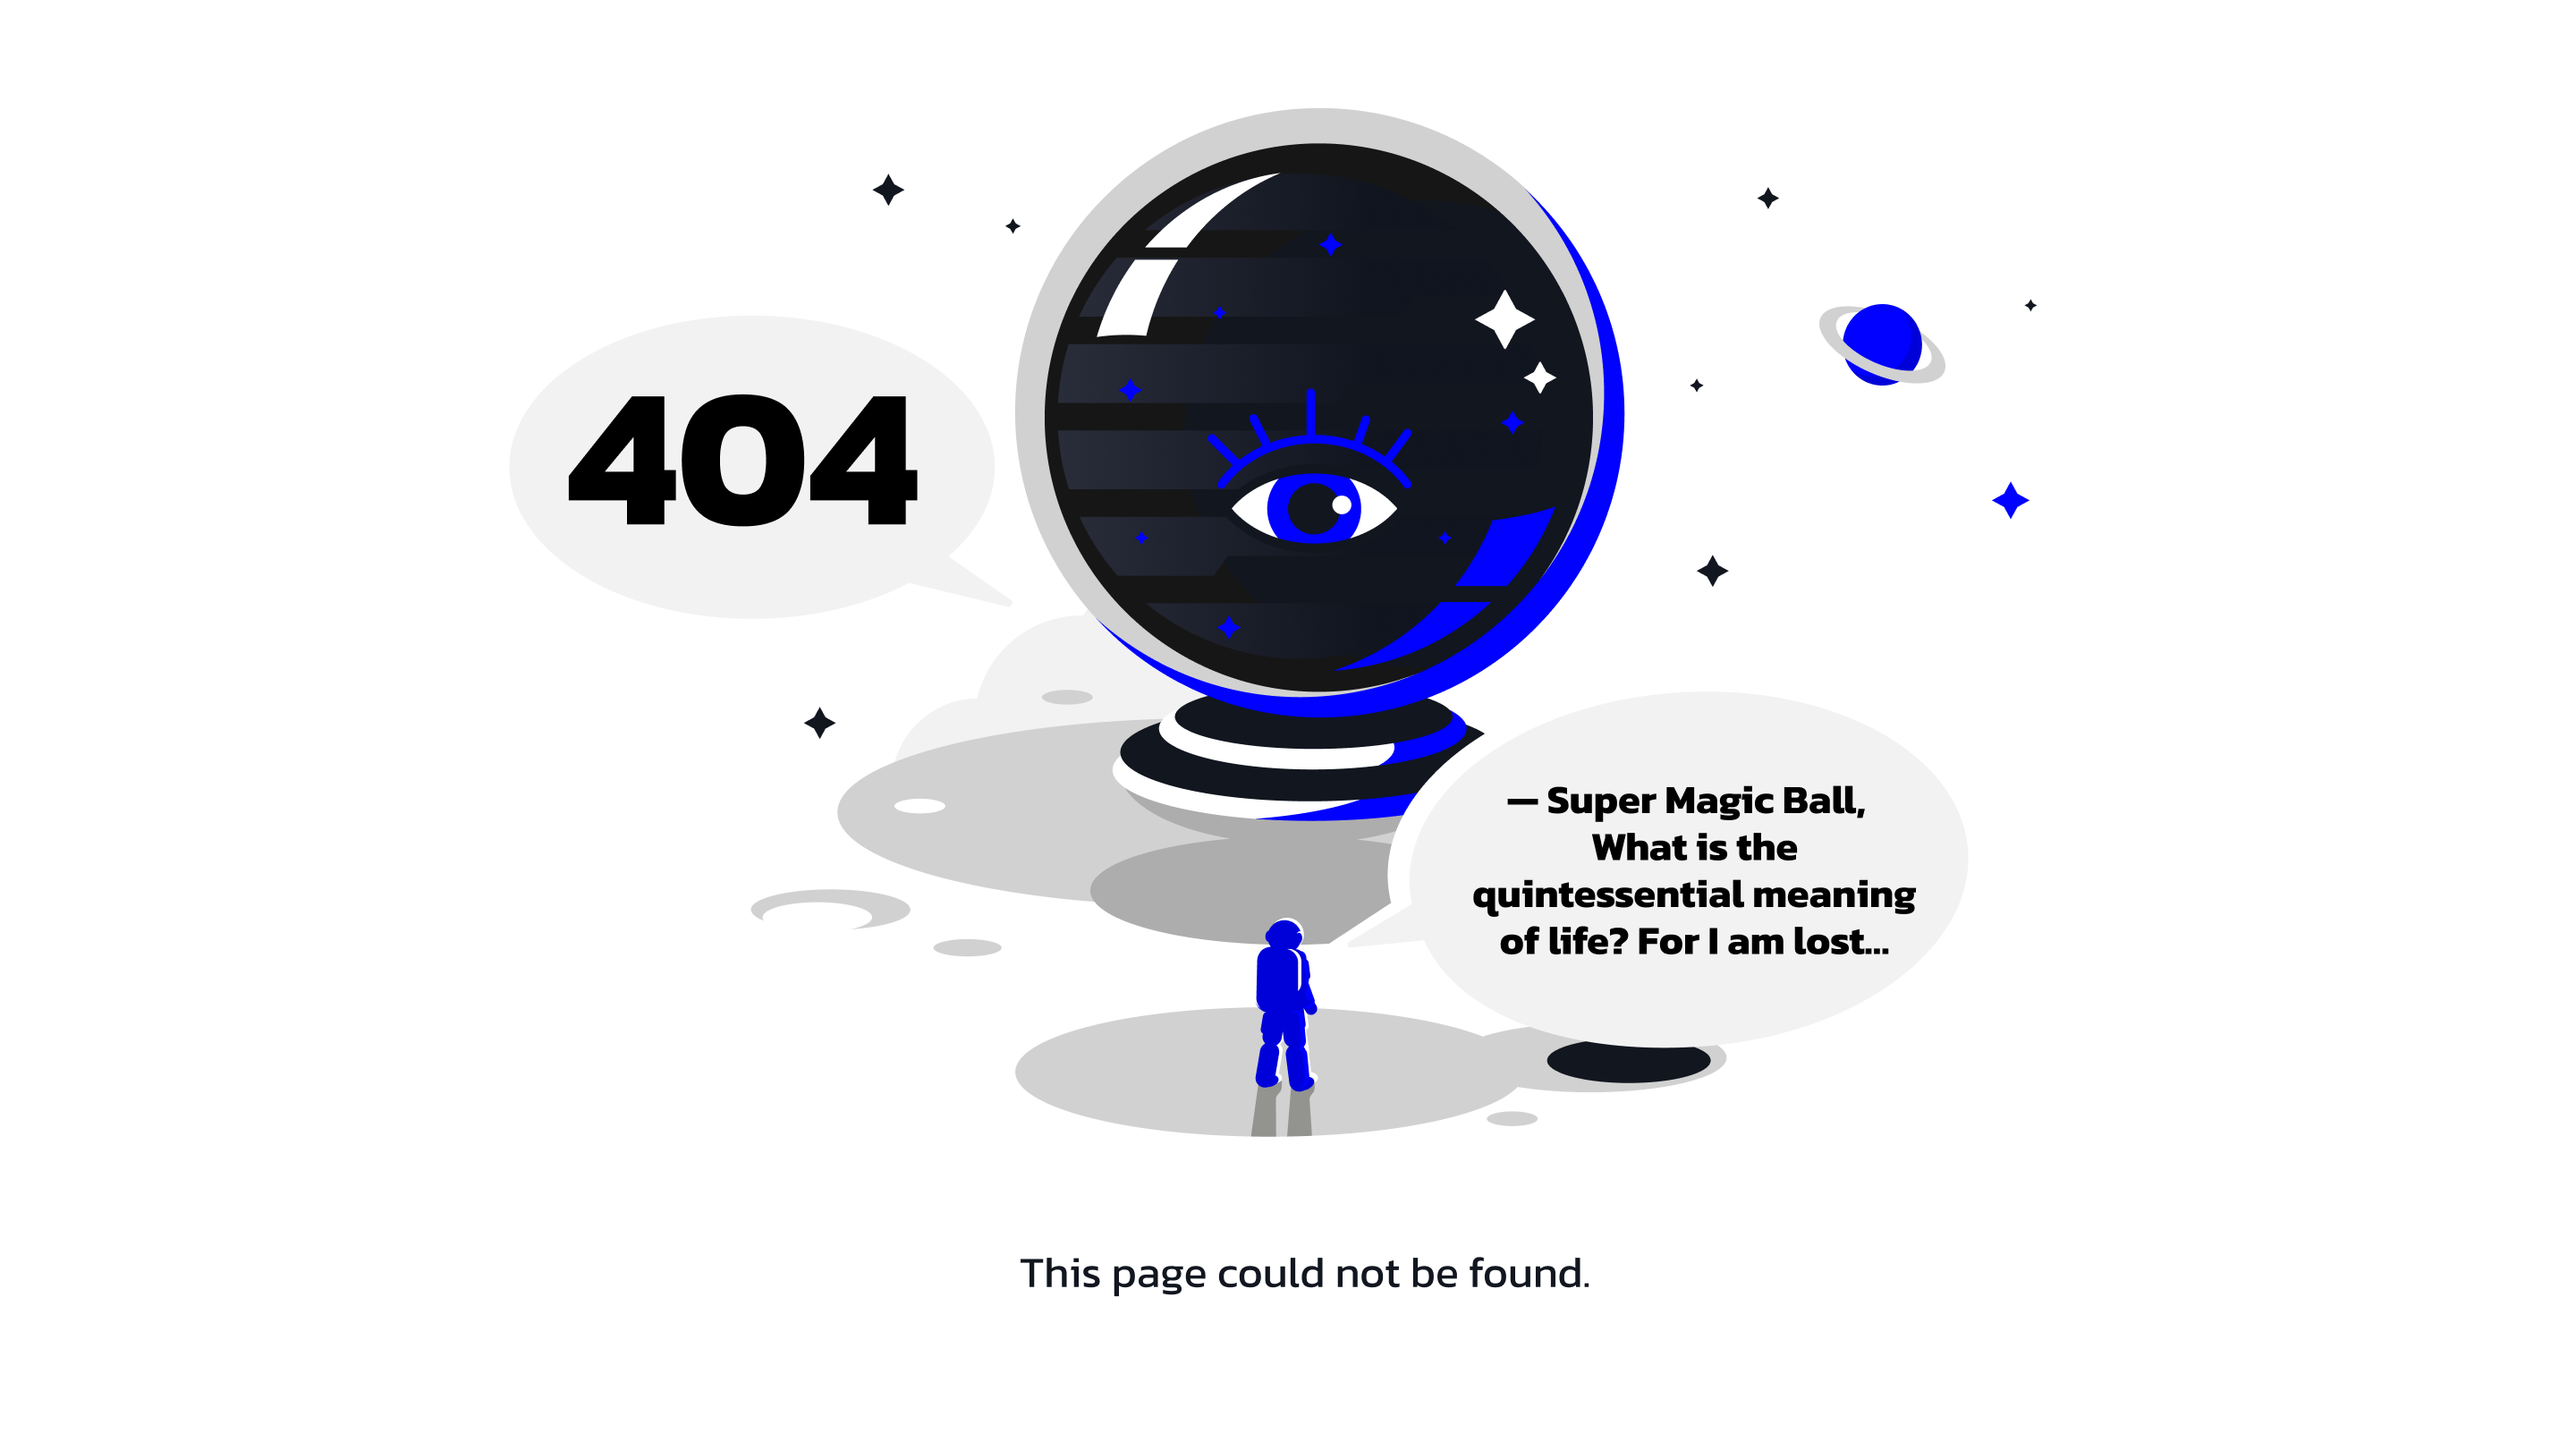 404
— Super Magic Ball,
What is the
quintessential meaning
of life? For I am lost...
This page could not be found.